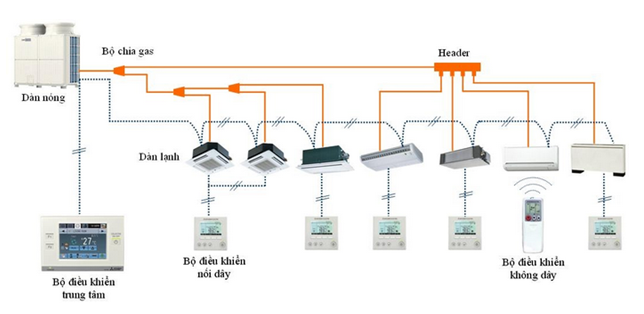 Bộ chia gas
Header
Dàn nóng
Dàn lạnh
27
Bộ điều khiển
trung tâm
Bộ điều khiển
nối dây
Bộ điều khiển
không dây